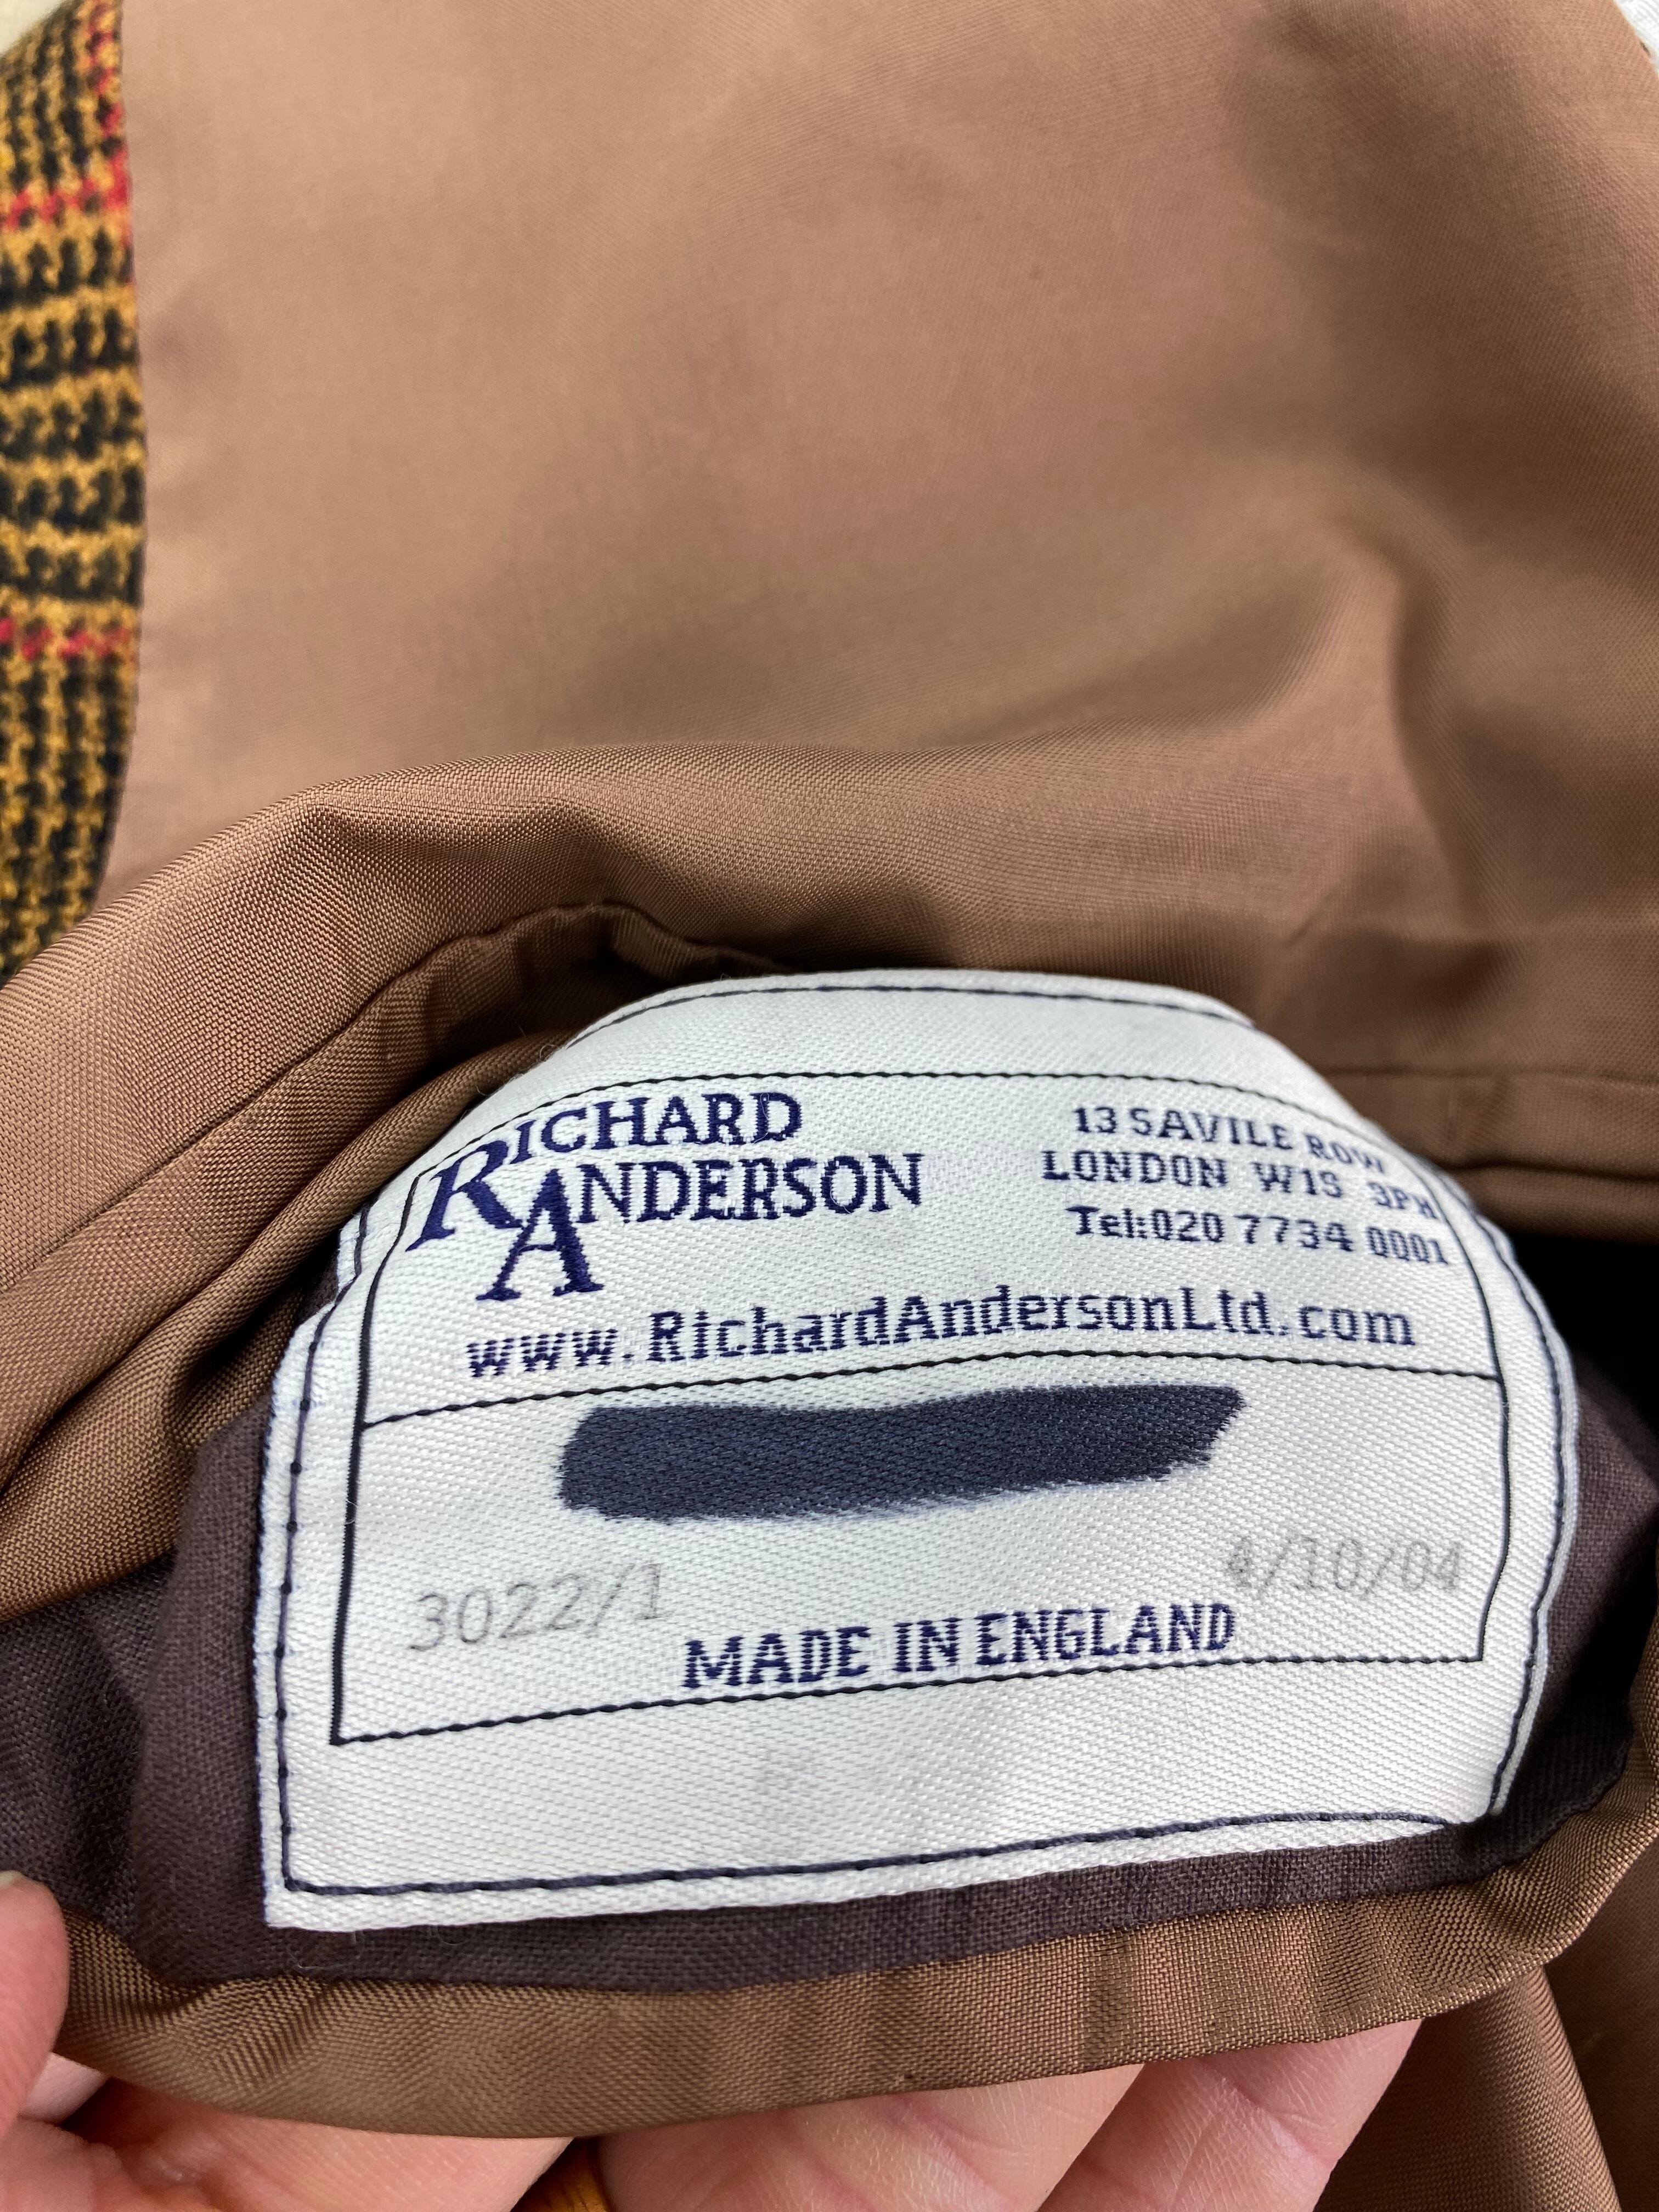 RICHARD ANDERSON
13 SAVILE ROW
LONDON W1S 3PH
Tel:020 7734 0001
www.RichardAndersonLtd.com
3022/1
4/10/04
MADE IN ENGLAND